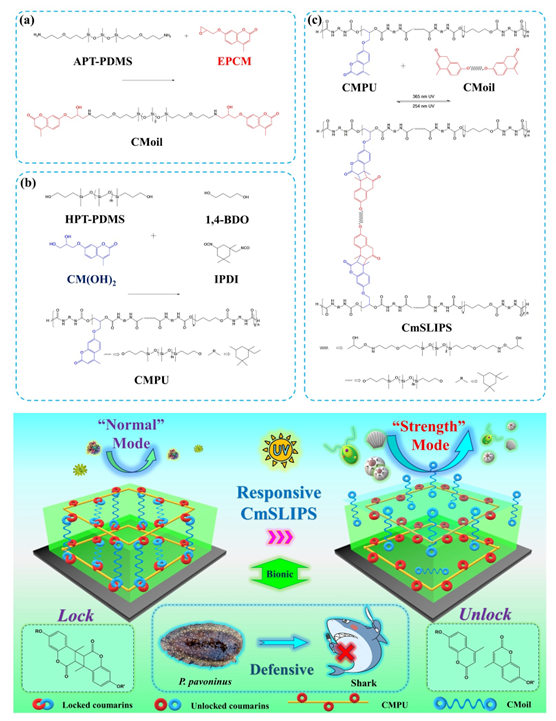 (a)
APT-PDMS
+
EPCM
CMoil
(b)
HPT-PDMS
1,4-BDO
+
CM(OH)2
IPDI
CMPU
(c)
CMPU
+
CMoil
365 nm UV
254 nm UV
CmSLIPS
"Normal"
Mode
UV
"Strength"
Mode
Responsive
CmSLIPS
Bionic
Lock
Unlock
P. pavoninus
Defensive
Shark
Locked coumarins
Unlocked coumarins
CMPU
CMoil